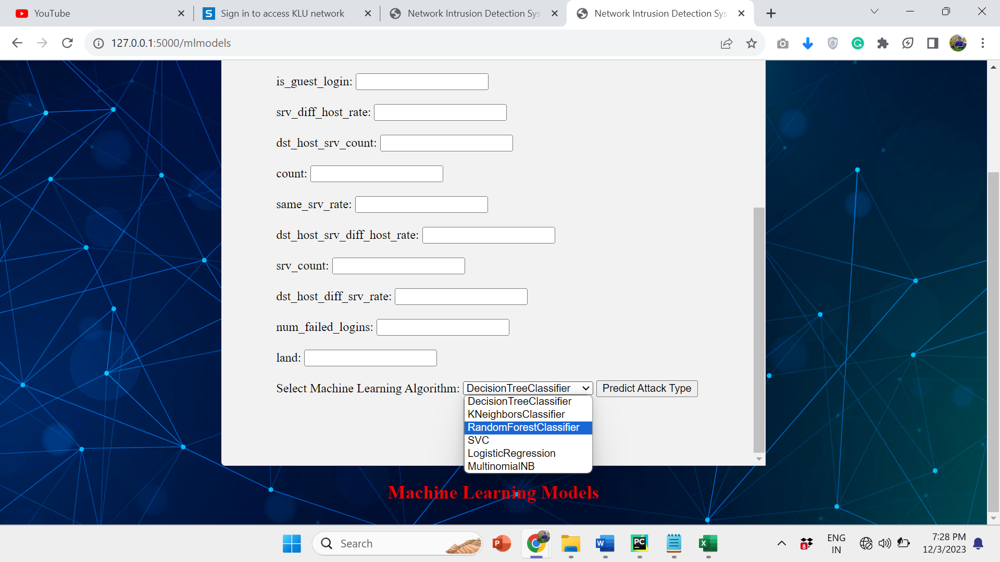 YouTube
Sign in to access KLU network
Network Intrusion Detection Sys
Network Intrusion Detection Sys
127.0.0.1:5000/mlmodels
is_guest_login:
srv_diff_host_rate:
dst_host_srv_count:
count:
same_srv_rate:
dst_host_srv_diff_host_rate:
srv_count:
dst_host_diff_srv_rate:
num_failed_logins:
land:
Select Machine Learning Algorithm: DecisionTreeClassifier Predict Attack Type
DecisionTreeClassifier
KNeighborsClassifier
RandomForestClassifier
SVC
LogisticRegression
MultinomialNB
Machine Learning Models
Search
8
ENG
IN
7:28 PM
12/3/2023